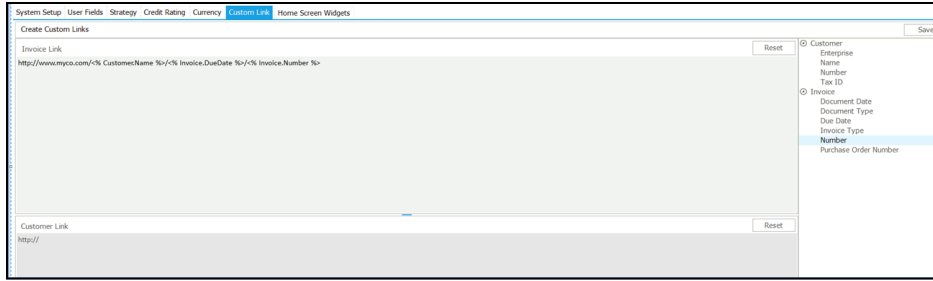 System Setup User Fields Strategy Credit Rating Currency Custom Link Home Screen Widgets
Create Custom Links
Save
Invoice Link
Reset
http://www.myco.com/<% Customer.Name %>/<% Invoice.DueDate %>/<% Invoice.Number %>
Customer Link
Reset
http://
Customer
Enterprise
Name
Number
Tax ID
Invoice
Document Date
Document Type
Due Date
Invoice Type
Number
Purchase Order Number